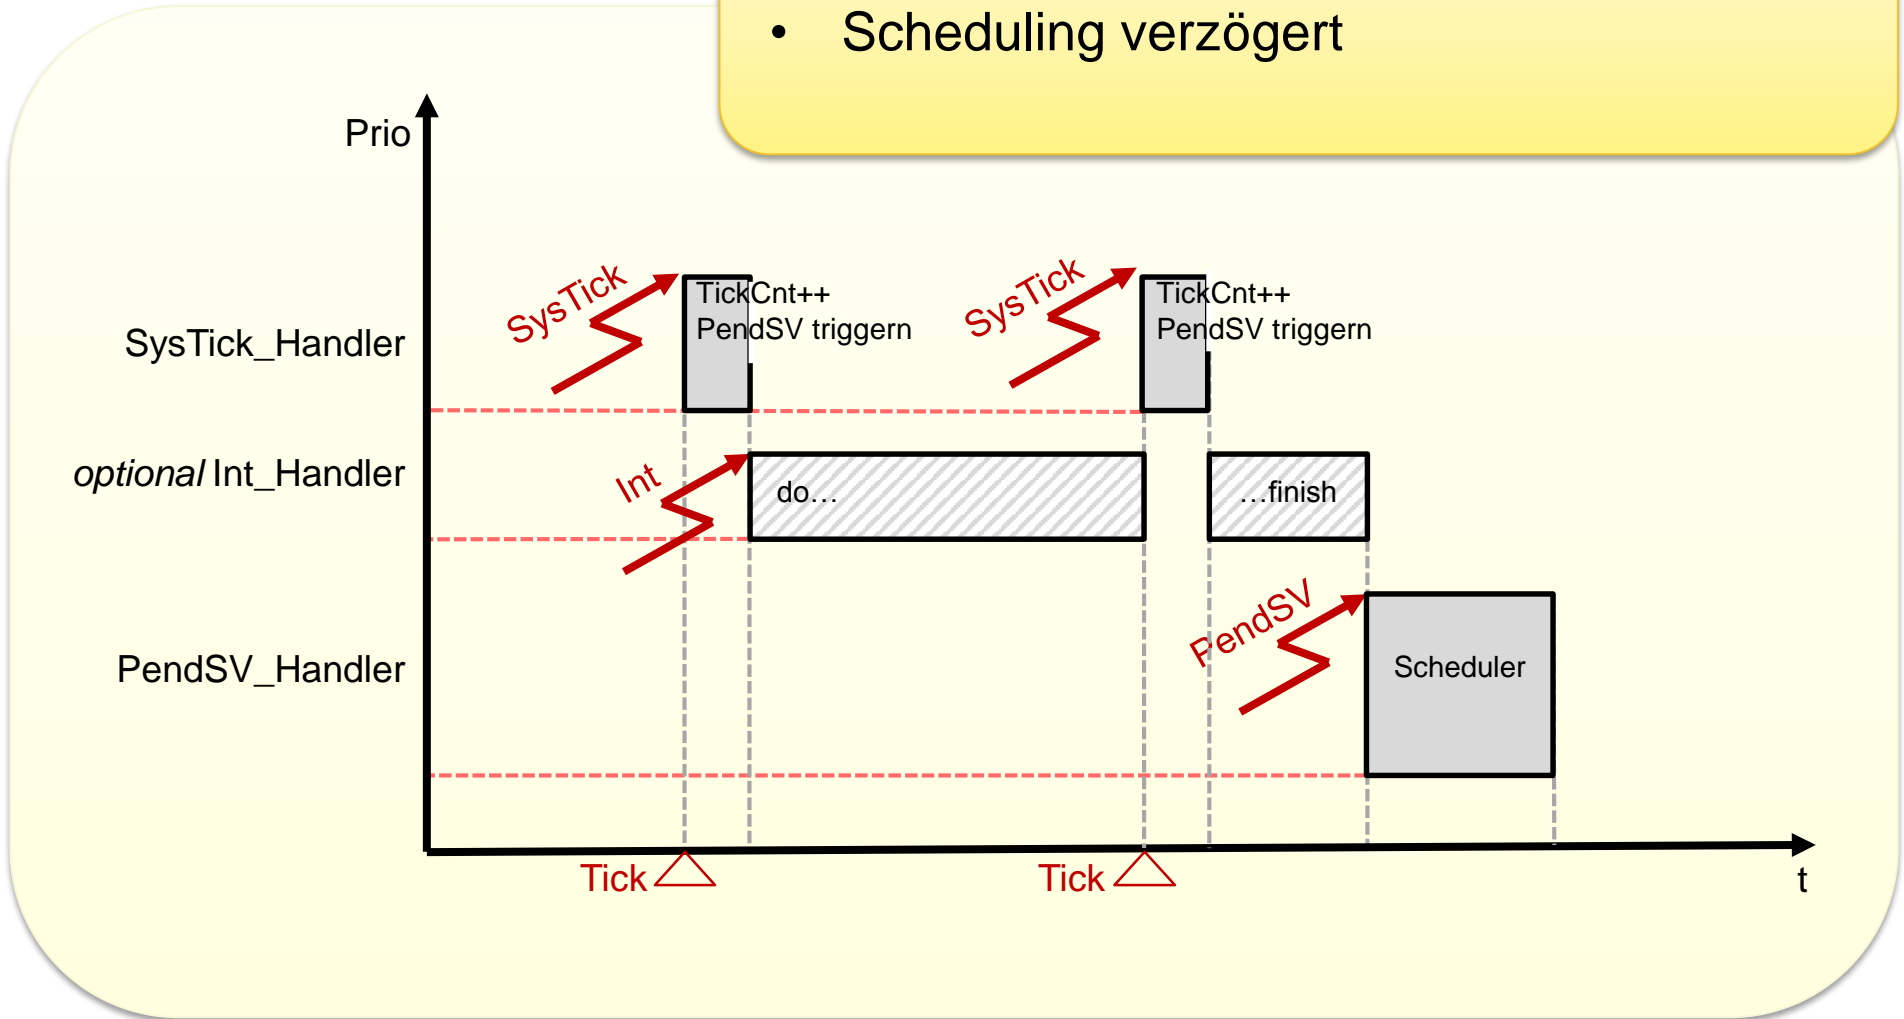 • Scheduling verzögert
Prio
SysTick
TickCnt++
PendSV triggern
SysTick
TickCnt++
PendSV triggern
SysTick_Handler
optional Int_Handler
Int
do…
…finish
PendSV
PendSV_Handler
Scheduler
Tick
Tick
t